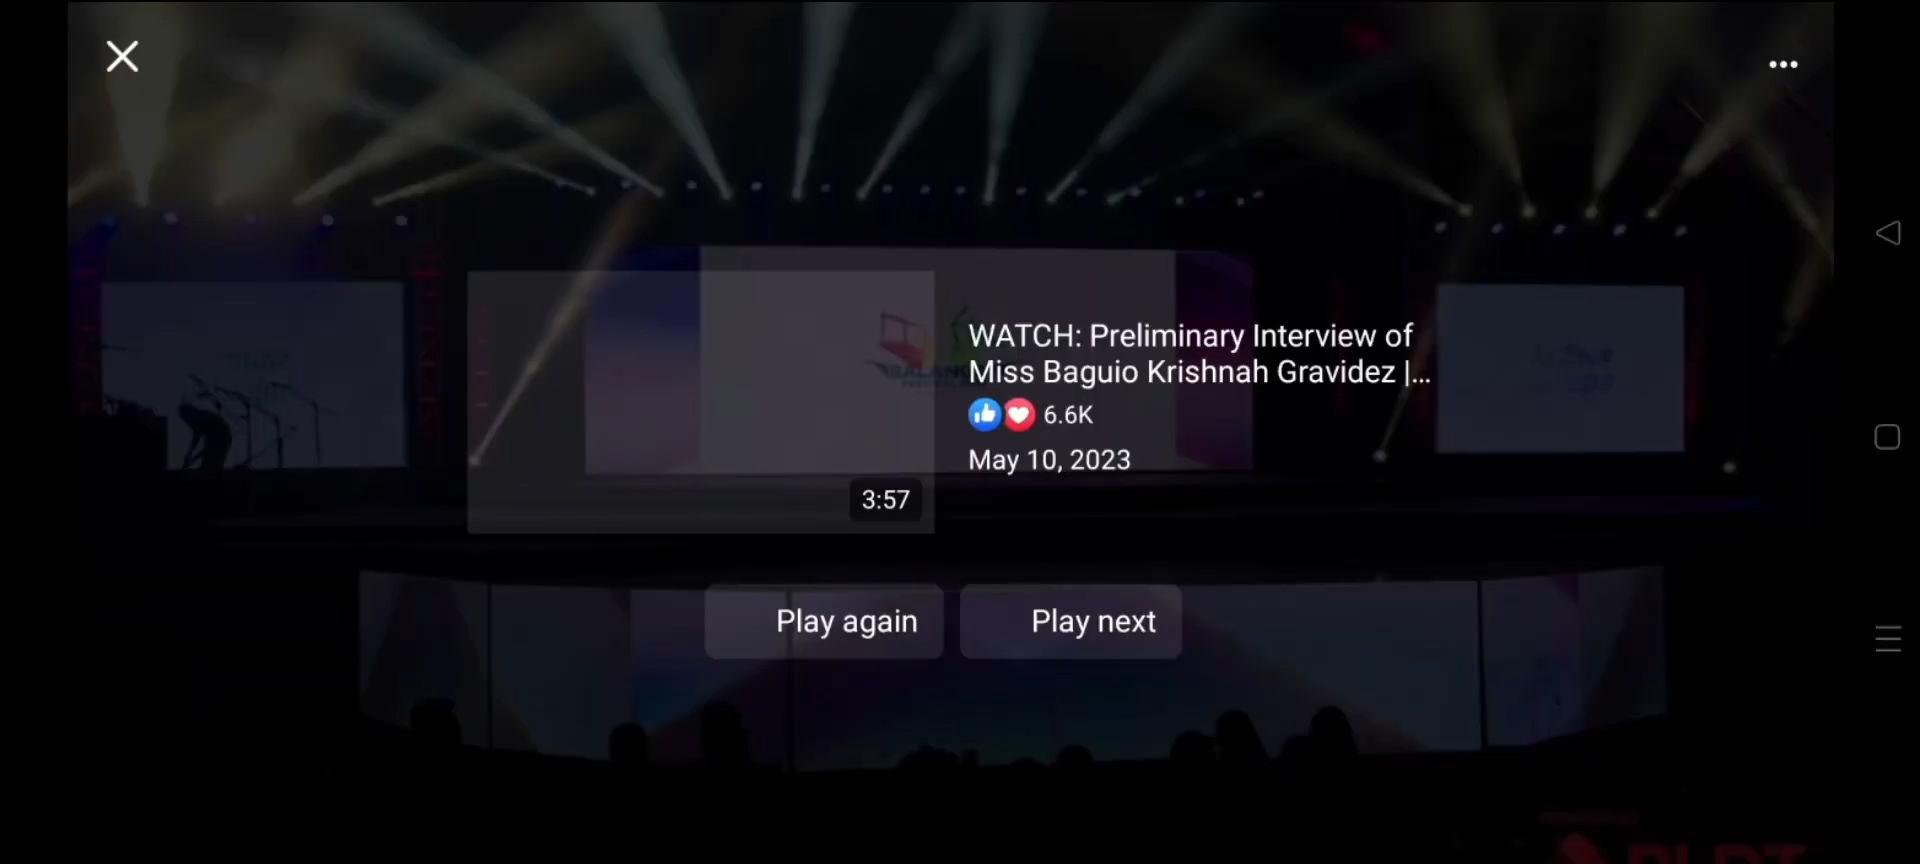 WATCH: Preliminary Interview of
Miss Baguio Krishnah Gravidez |...
6.6K
May 10, 2023
3:57
Play again
Play next